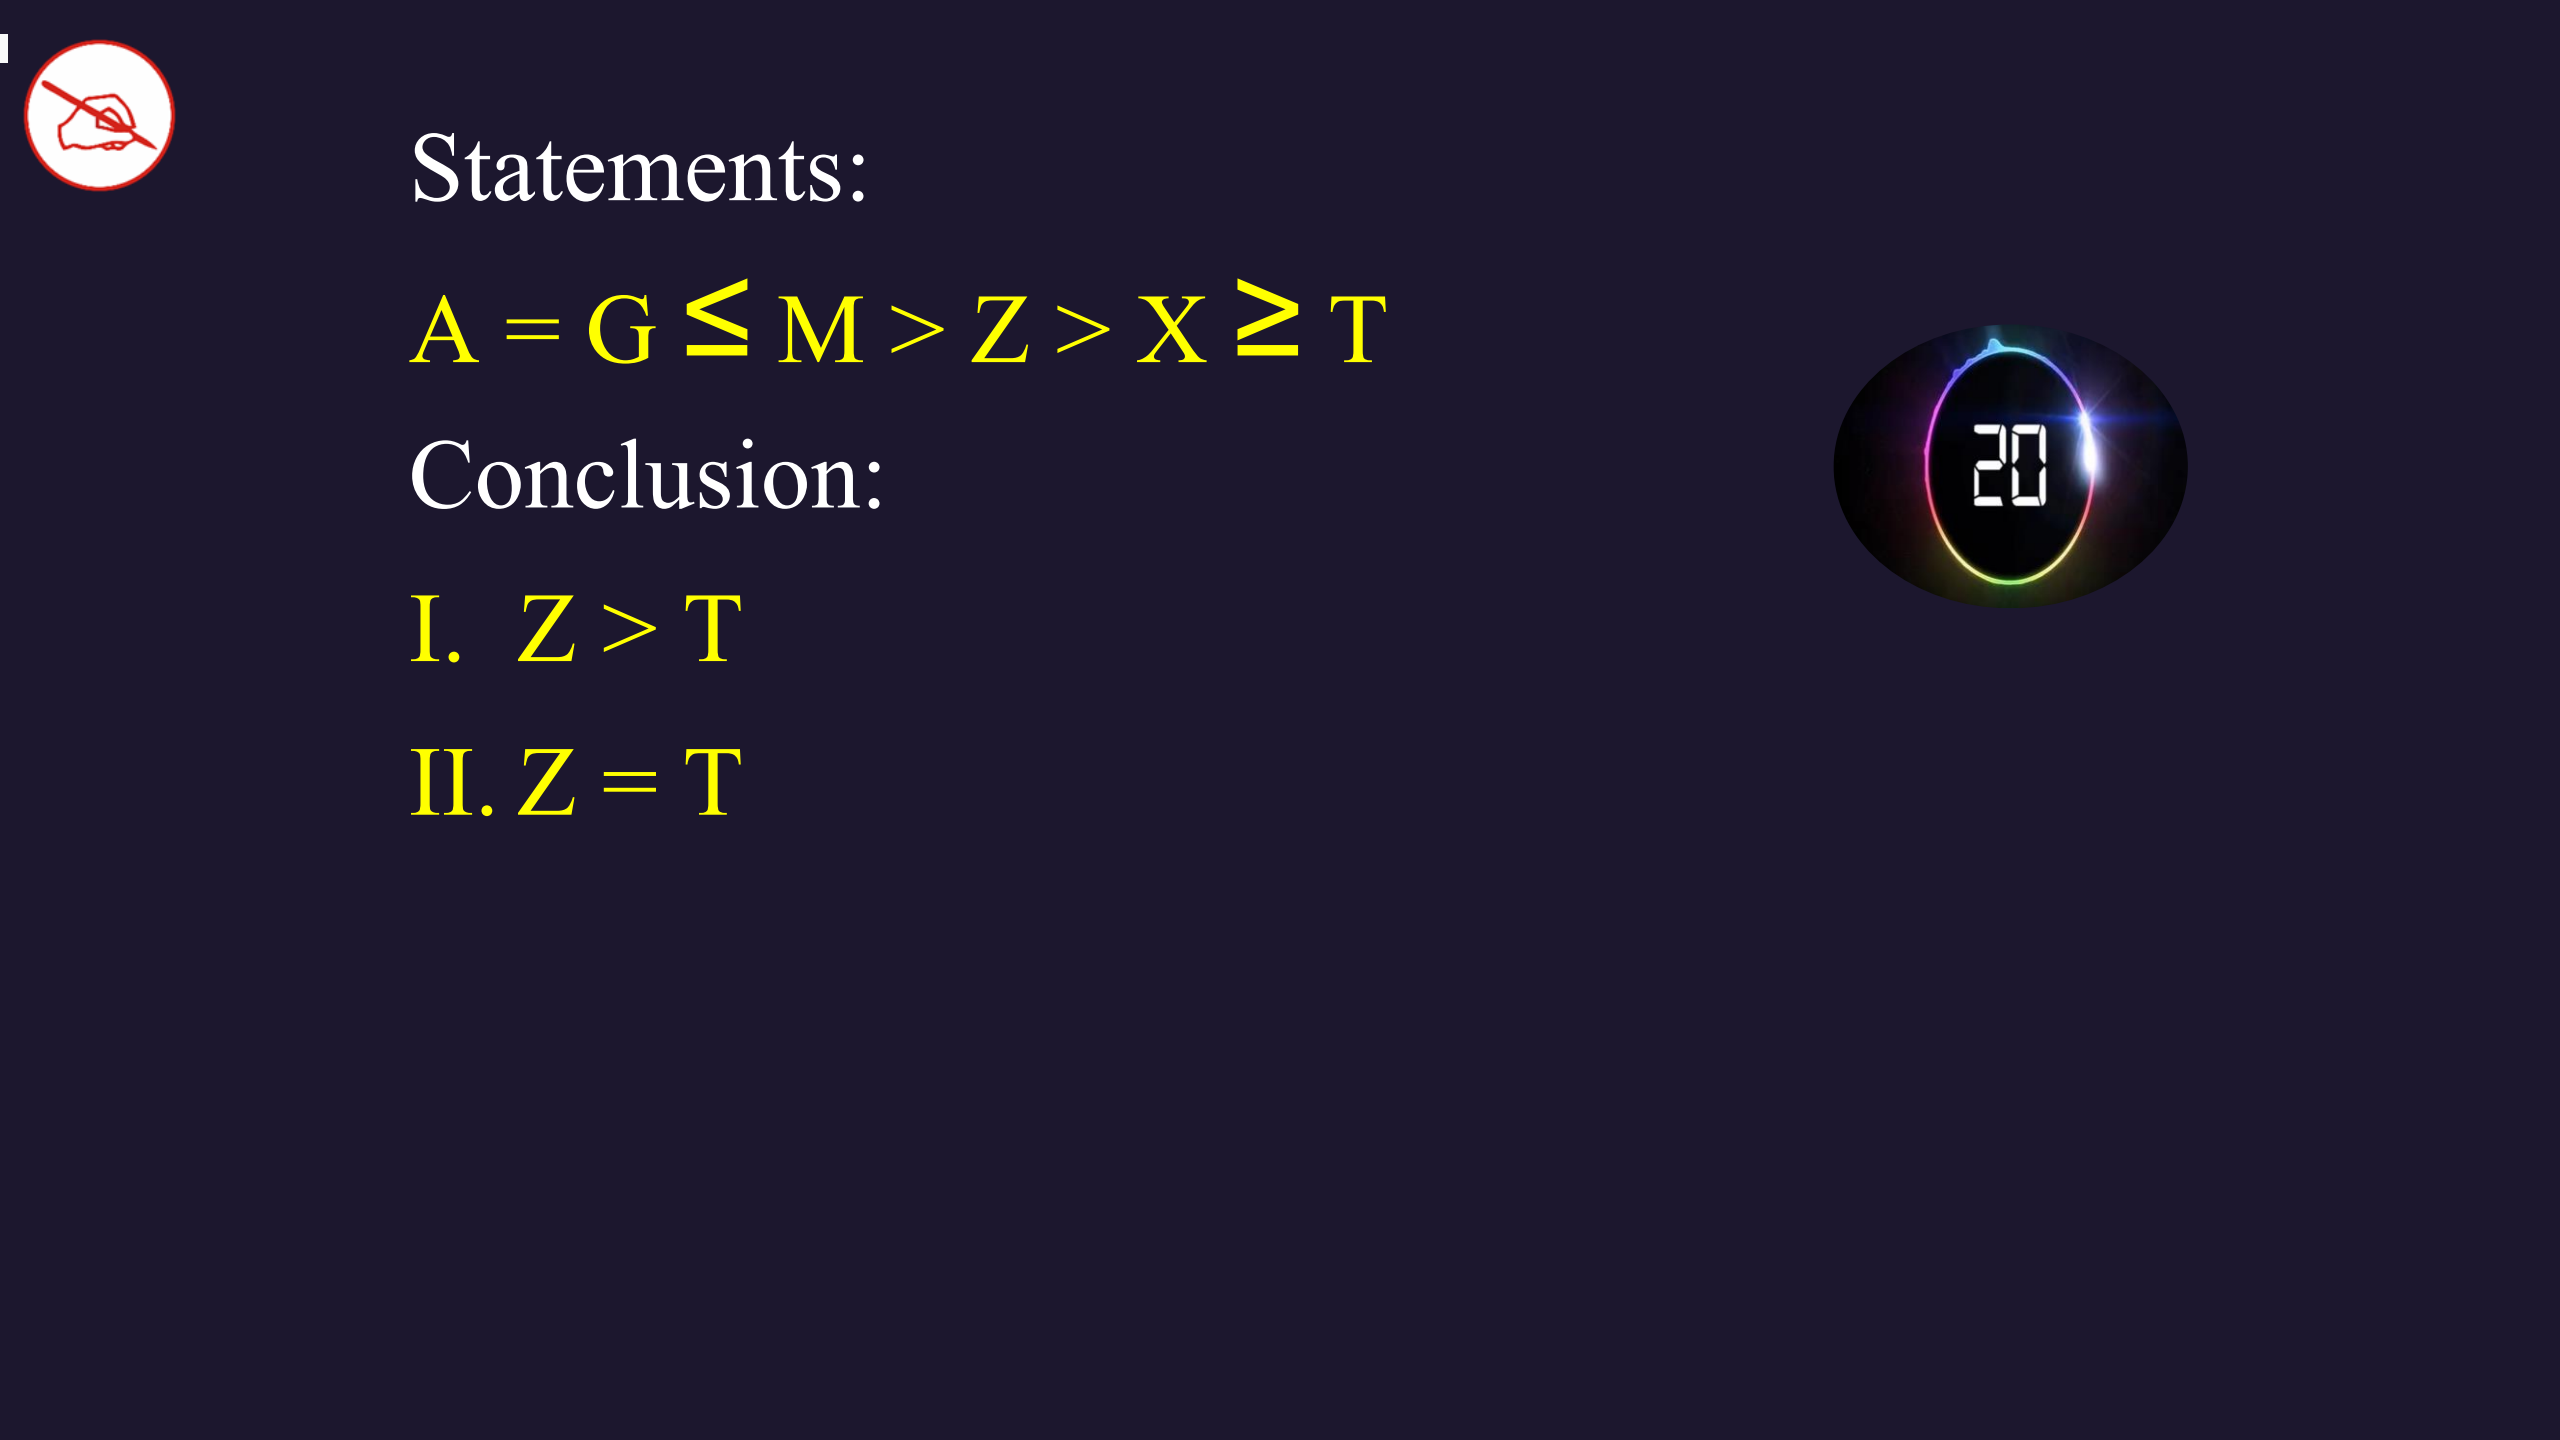 Statements:
A = G ≤ M > Z > X ≥ T
Conclusion:
I. Z > T
II. Z = T
20